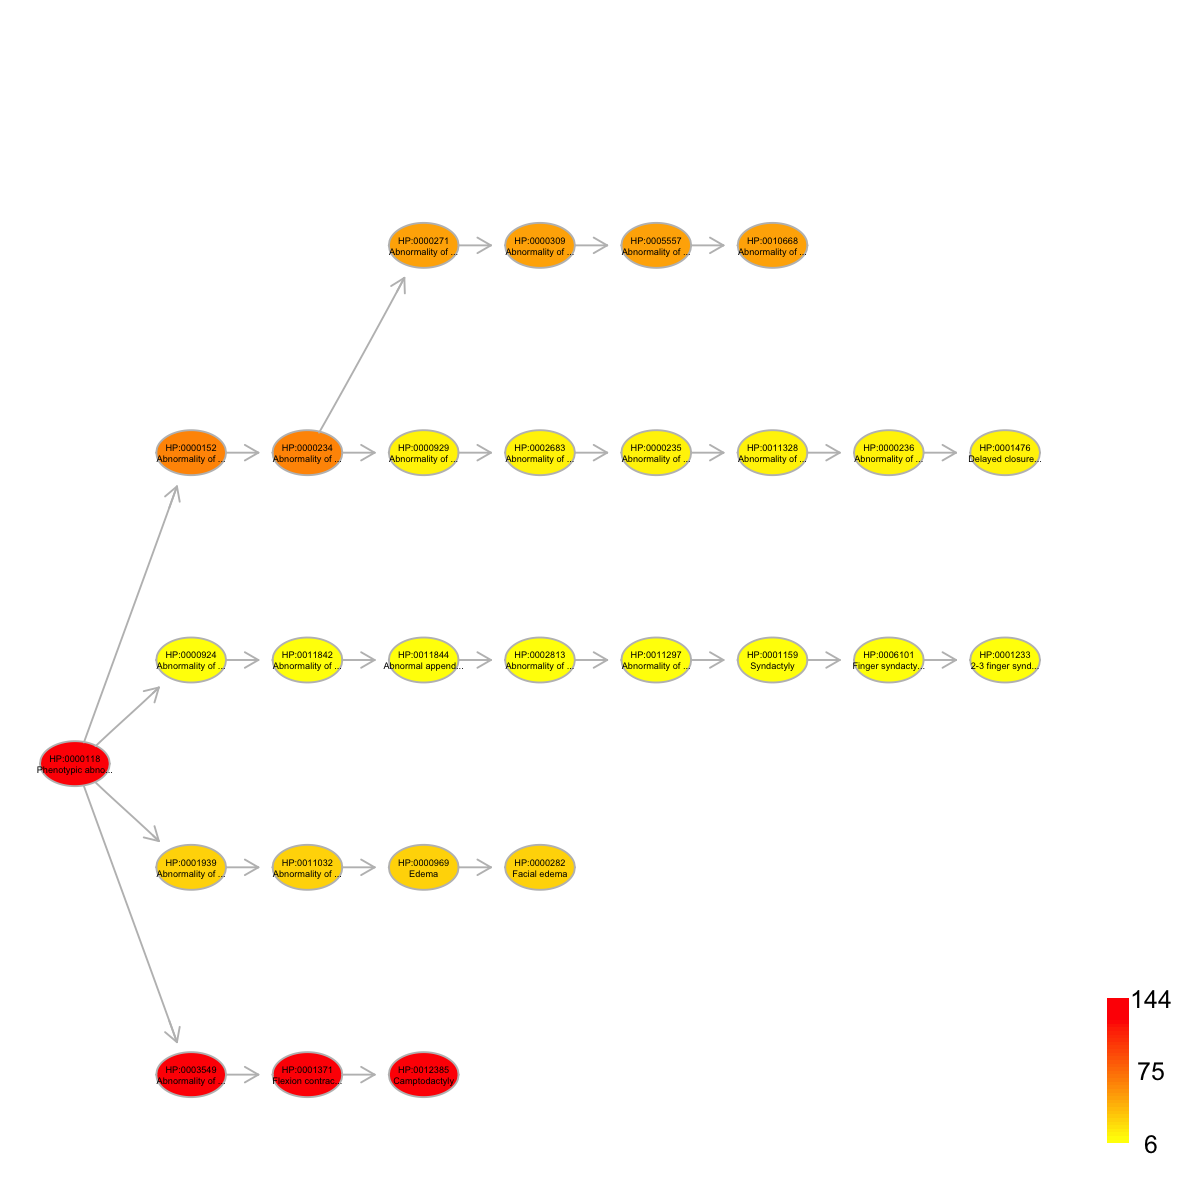 HP:0000271
Abnormality of ...
HP:0000309
Abnormality of ...
HP:0005557
Abnormality of ...
HP:0010668
Abnormality of ...
HP:0000152
Abnormality of ...
HP:0000234
Abnormality of ...
HP:0000929
Abnormality of ...
HP:0002683
Abnormality of ...
HP:0000235
Abnormality of ...
HP:0011328
Abnormality of ...
HP:0000236
Abnormality of ...
HP:0001476
Delayed closure...
HP:0000924
Abnormality of ...
HP:0011842
Abnormality of ...
HP:0011844
Abnormal append...
HP:0002813
Abnormality of ...
HP:0011297
Abnormality of ...
HP:0001159
Syndactyly
HP:0006101
Finger syndacty...
HP:0001233
2-3 finger synd...
HP:0000118
Phenotypic abno...
HP:0001939
Abnormality of ...
HP:0011032
Abnormality of ...
HP:0000969
Edema
HP:0000282
Facial edema
HP:0003549
Abnormality of ...
HP:0001371
Flexion contrac...
HP:0012385
Camptodactyly
144
75
6